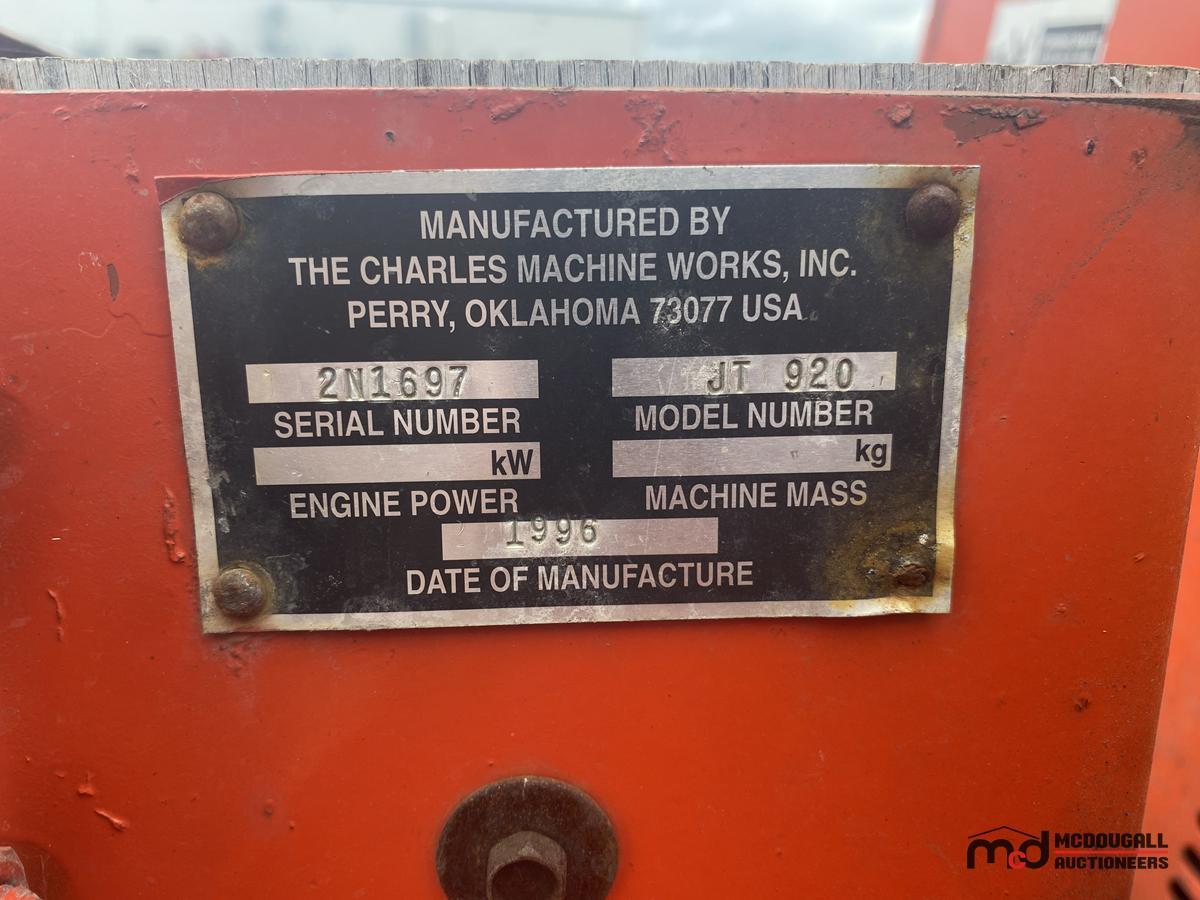 MANUFACTURED BY
THE CHARLES MACHINE WORKS, INC.
PERRY, OKLAHOMA 73077 USA
2N1697
SERIAL NUMBER
JT 920
MODEL NUMBER
kW
ENGINE POWER
kg
MACHINE MASS
1996
DATE OF MANUFACTURE
mcd MCDOUGALL
AUCTIONEERS